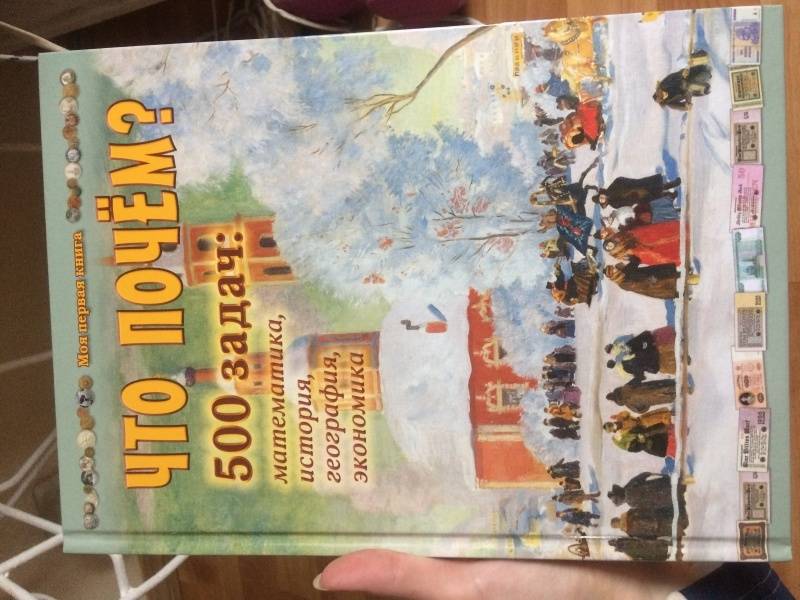 Моя первая книга
ЧТО ПОЧЁМ?
500 задач:
математика,
история,
география,
экономика